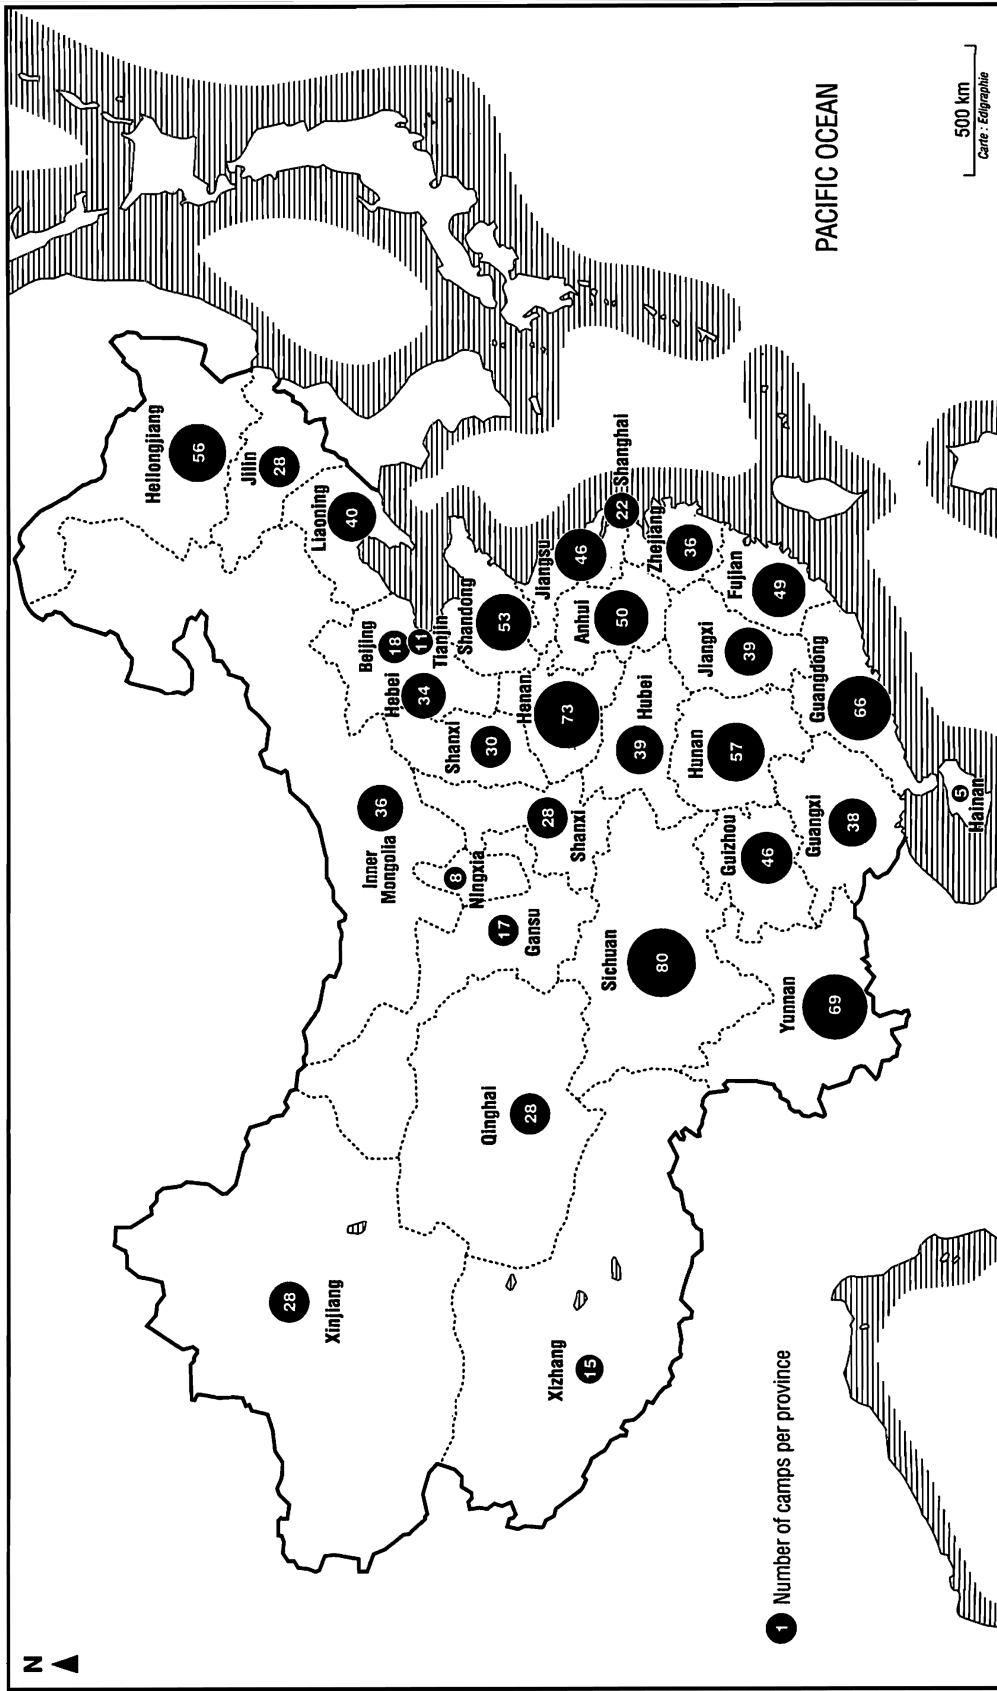 N
Heilongjiang
56
Jilin
28
Liaoning
40
Beijing
18
11
Tianjin
Hebei
34
Shandong
53
Shanxi
30
Inner
Mongolia
36
Ningxia
8
Gansu
17
Shanxi
28
Henan
73
Jiangsu
46
22
Shanghai
Anhui
50
Zhejiang
36
Hubei
39
Sichuan
80
Qinghai
28
Xinjiang
28
Xizhang
15
Hunan
57
Jiangxi
39
Fujian
49
Guizhou
46
Guangxi
38
Guangdong
66
Yunnan
69
5
Hainan
PACIFIC OCEAN
1 Number of camps per province
500 km
Carte : Edigraphie